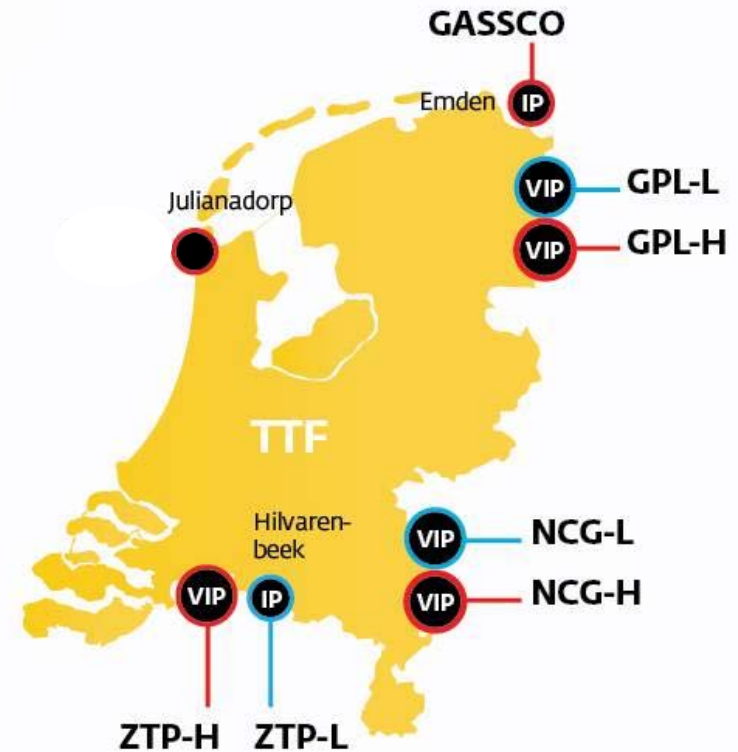 GASSCO
Emden
IP
VIP
GPL-L
Julianadorp
VIP
GPL-H
TTF
Hilvaren-
beek
VIP
NCG-L
VIP
IP
VIP
NCG-H
ZTP-H
ZTP-L